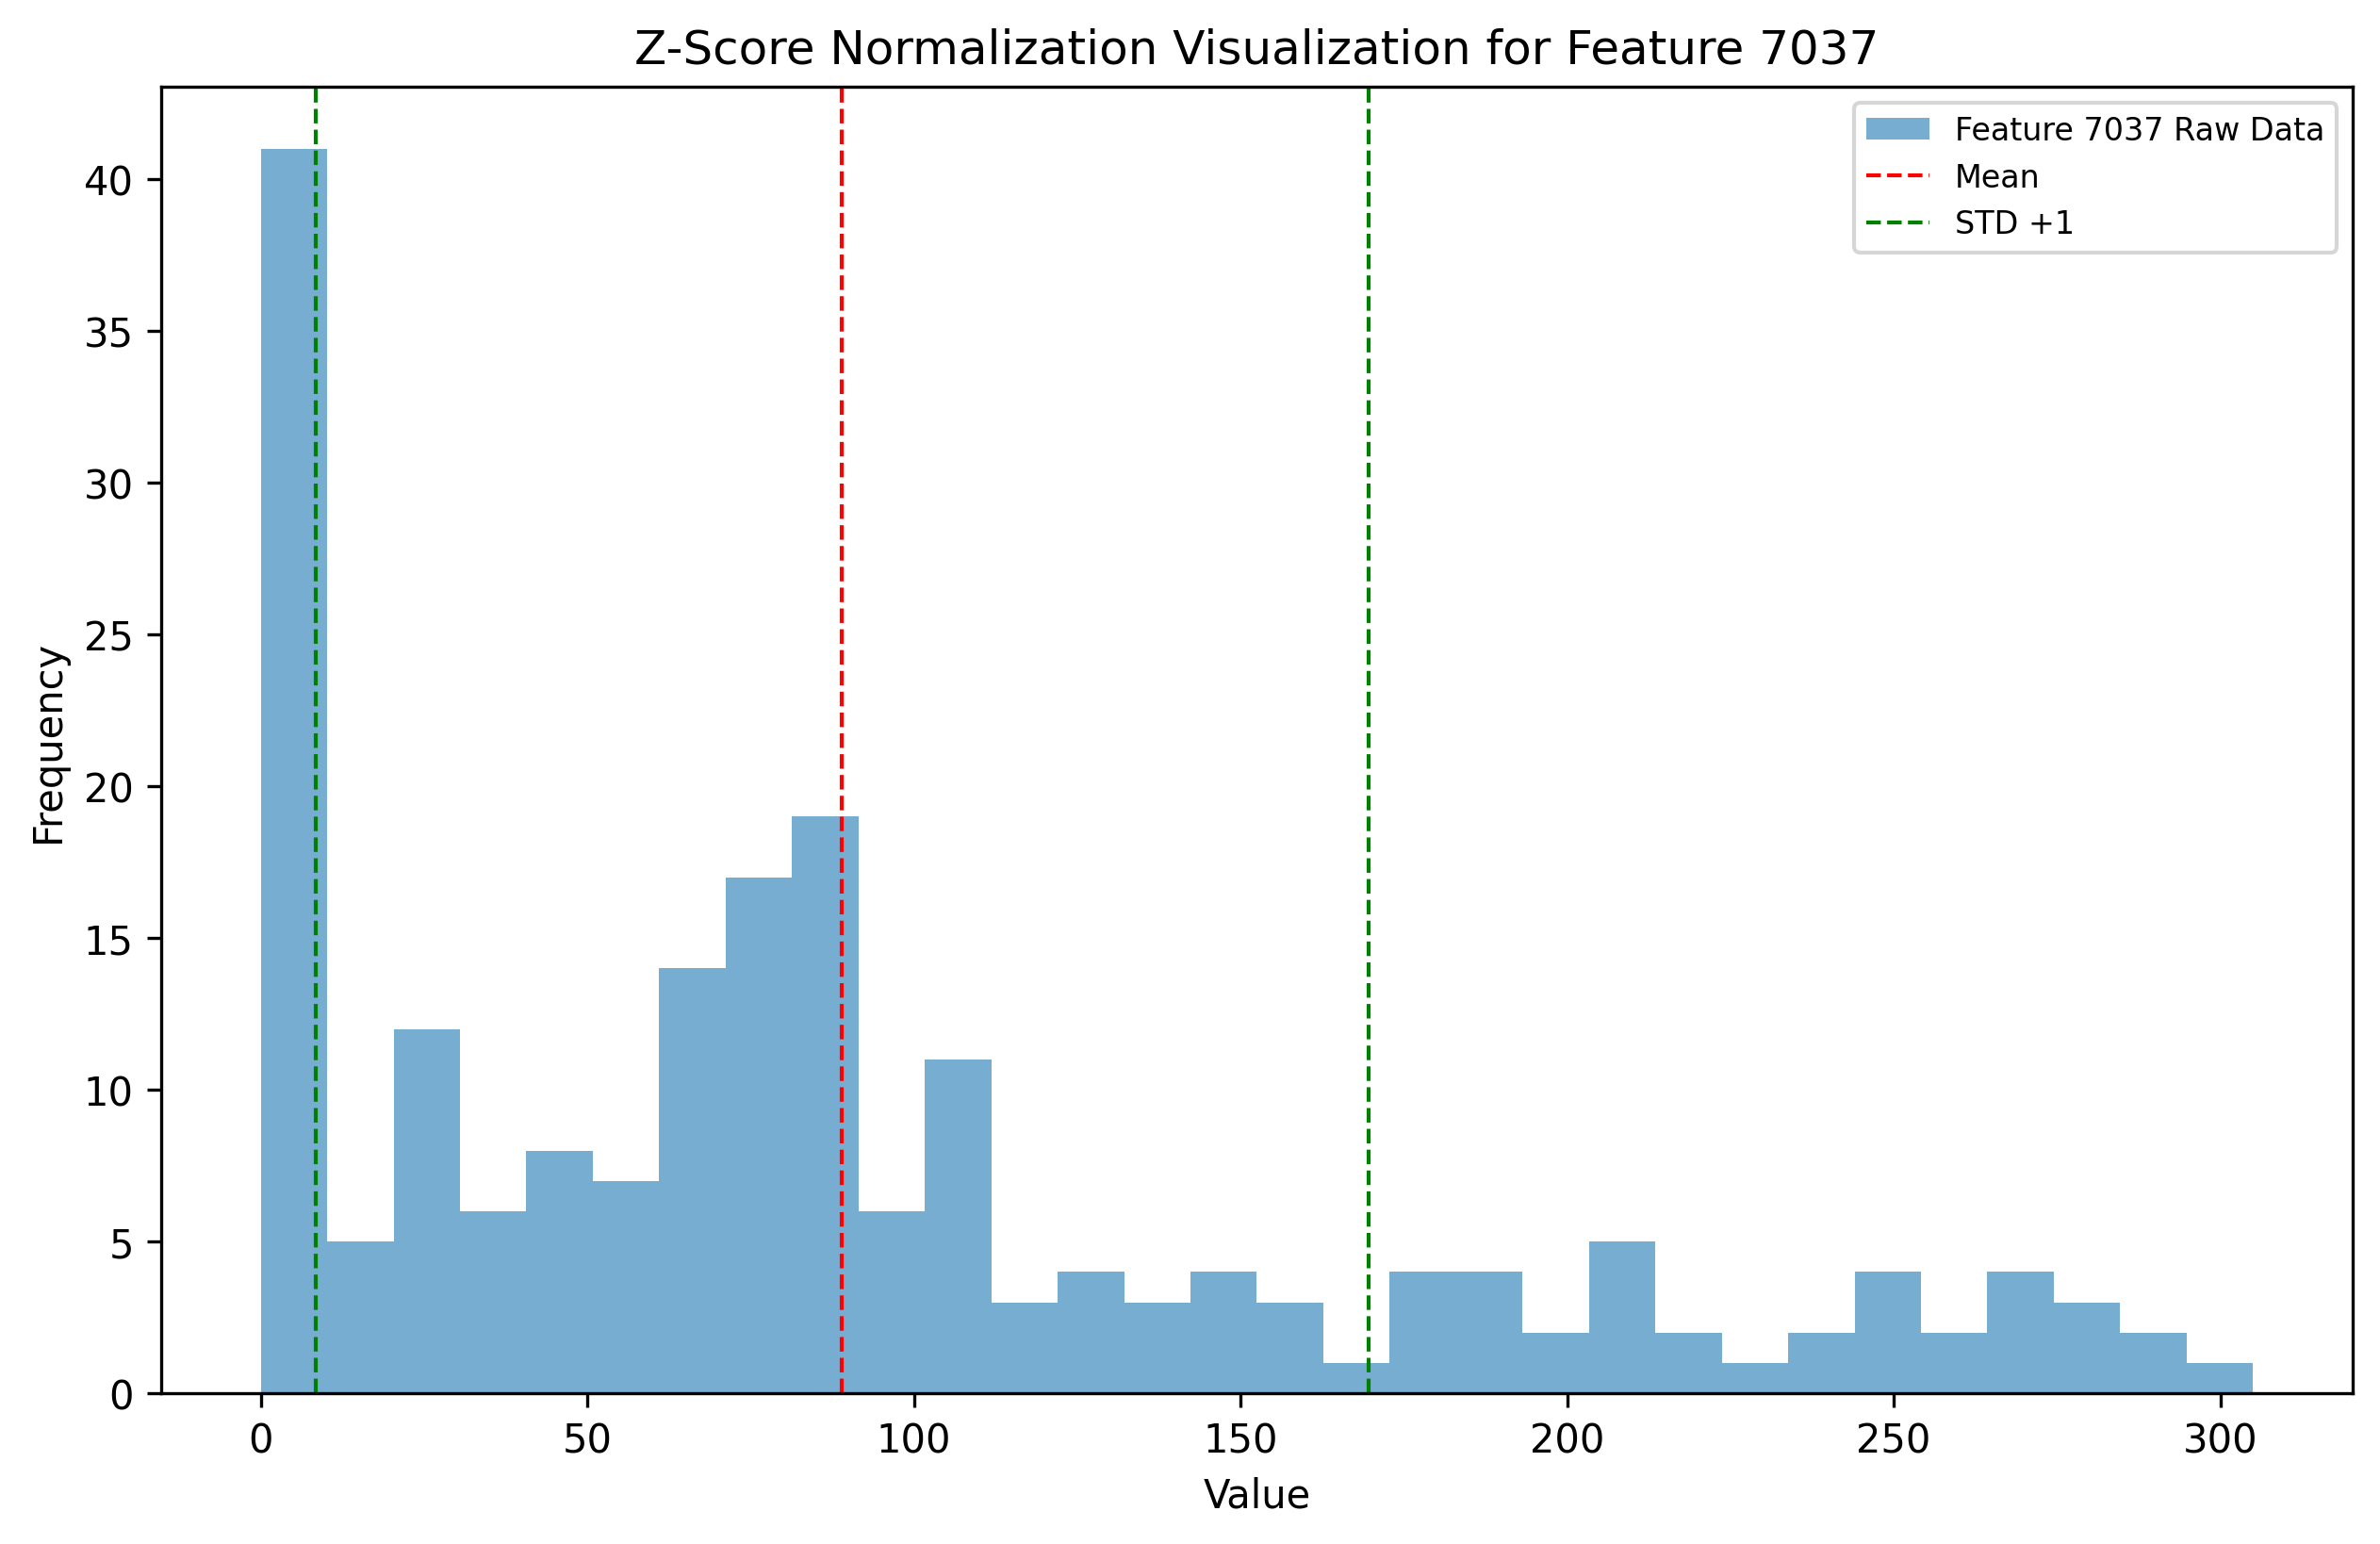 Z-Score Normalization Visualization for Feature 7037
Feature 7037 Raw Data
Mean
STD +1
40
35
30
25
20
15
10
5
0
Frequency
0 50 100 150 200 250 300
Value